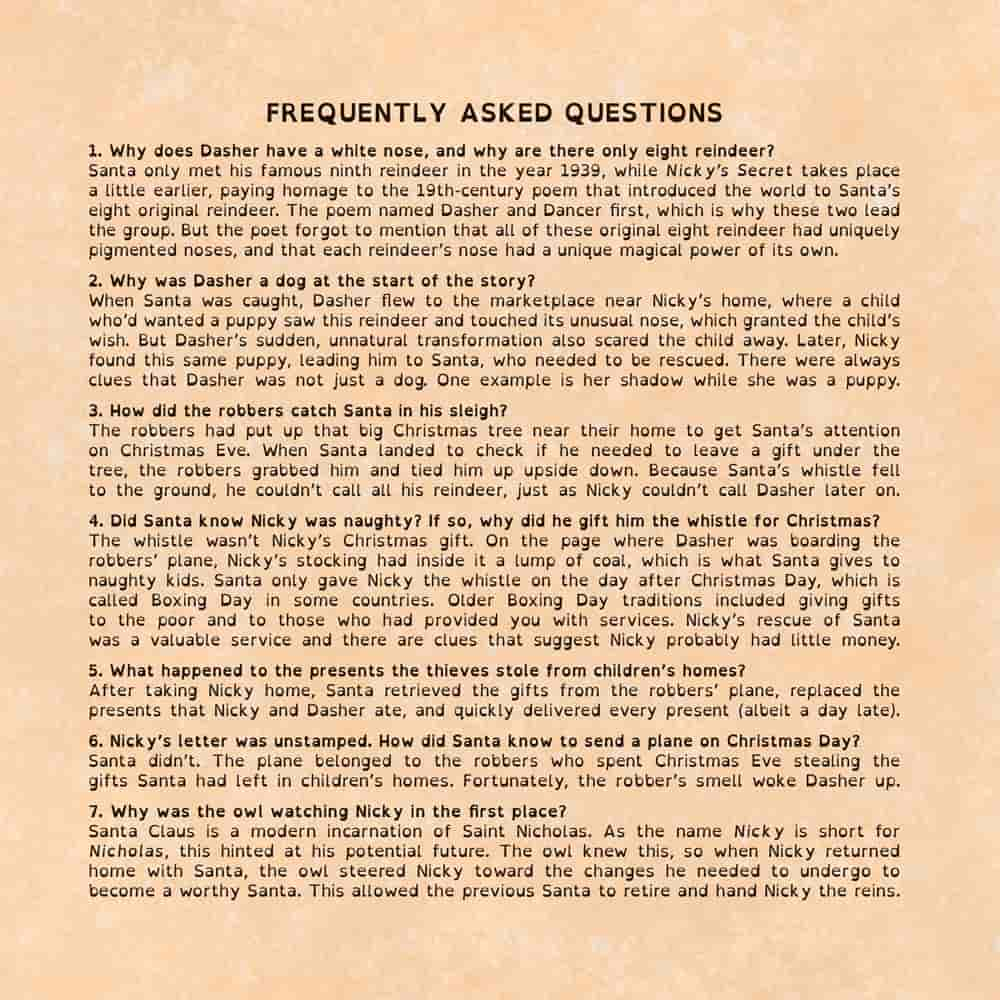 FREQUENTLY ASKED QUESTIONS
1. Why does Dasher have a white nose, and why are there only eight reindeer?
Santa only met his famous ninth reindeer in the year 1939, while Nicky's Secret takes place
a little earlier, paying homage to the 19th-century poem that introduced the world to Santa's
eight original reindeer. The poem named Dasher and Dancer first, which is why these two lead
the group. But the poet forgot to mention that all of these original eight reindeer had uniquely
pigmented noses, and that each reindeer's nose had a unique magical power of its own.
2. Why was Dasher a dog at the start of the story?
When Santa was caught, Dasher flew to the marketplace near Nicky's home, where a child
who'd wanted a puppy saw this reindeer and touched its unusual nose, which granted the child's
wish. But Dasher's sudden, unnatural transformation also scared the child away. Later, Nicky
found this same puppy, leading him to Santa, who needed to be rescued. There were always
clues that Dasher was not just a dog. One example is her shadow while she was a puppy.
3. How did the robbers catch Santa in his sleigh?
The robbers had put up that big Christmas tree near their home to get Santa's attention
on Christmas Eve. When Santa landed to check if he needed to leave a gift under the
tree, the robbers grabbed him and tied him up upside down. Because Santa's whistle fell
to the ground, he couldn't call all his reindeer, just as Nicky couldn't call Dasher later on.
4. Did Santa know Nicky was naughty? If so, why did he gift him the whistle for Christmas?
The whistle wasn't Nicky's Christmas gift. On the page where Dasher was boarding the
robbers' plane, Nicky's stocking had inside it a lump of coal, which is what Santa gives to
naughty kids. Santa only gave Nicky the whistle on the day after Christmas Day, which is
called Boxing Day in some countries. Older Boxing Day traditions included giving gifts
to the poor and to those who had provided you with services. Nicky's rescue of Santa
was a valuable service and there are clues that suggest Nicky probably had little money.
5. What happened to the presents the thieves stole from children's homes?
After taking Nicky home, Santa retrieved the gifts from the robbers' plane, replaced the
presents that Nicky and Dasher ate, and quickly delivered every present (albeit a day late).
6. Nicky's letter was unstamped. How did Santa know to send a plane on Christmas Day?
Santa didn't. The plane belonged to the robbers who spent Christmas Eve stealing the
gifts Santa had left in children's homes. Fortunately, the robber's smell woke Dasher up.
7. Why was the owl watching Nicky in the first place?
Santa Claus is a modern incarnation of Saint Nicholas. As the name Nicky is short for
Nicholas, this hinted at his potential future. The owl knew this, so when Nicky returned
home with Santa, the owl steered Nicky toward the changes he needed to undergo to
become a worthy Santa. This allowed the previous Santa to retire and hand Nicky the reins.